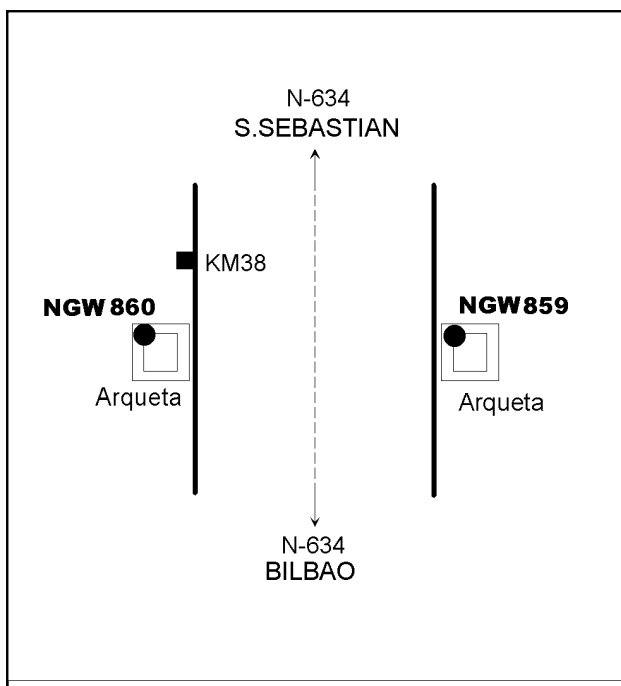 N-634
S.SEBASTIAN
KM38
NGW 860
NGW859
Arqueta
Arqueta
N-634
BILBAO